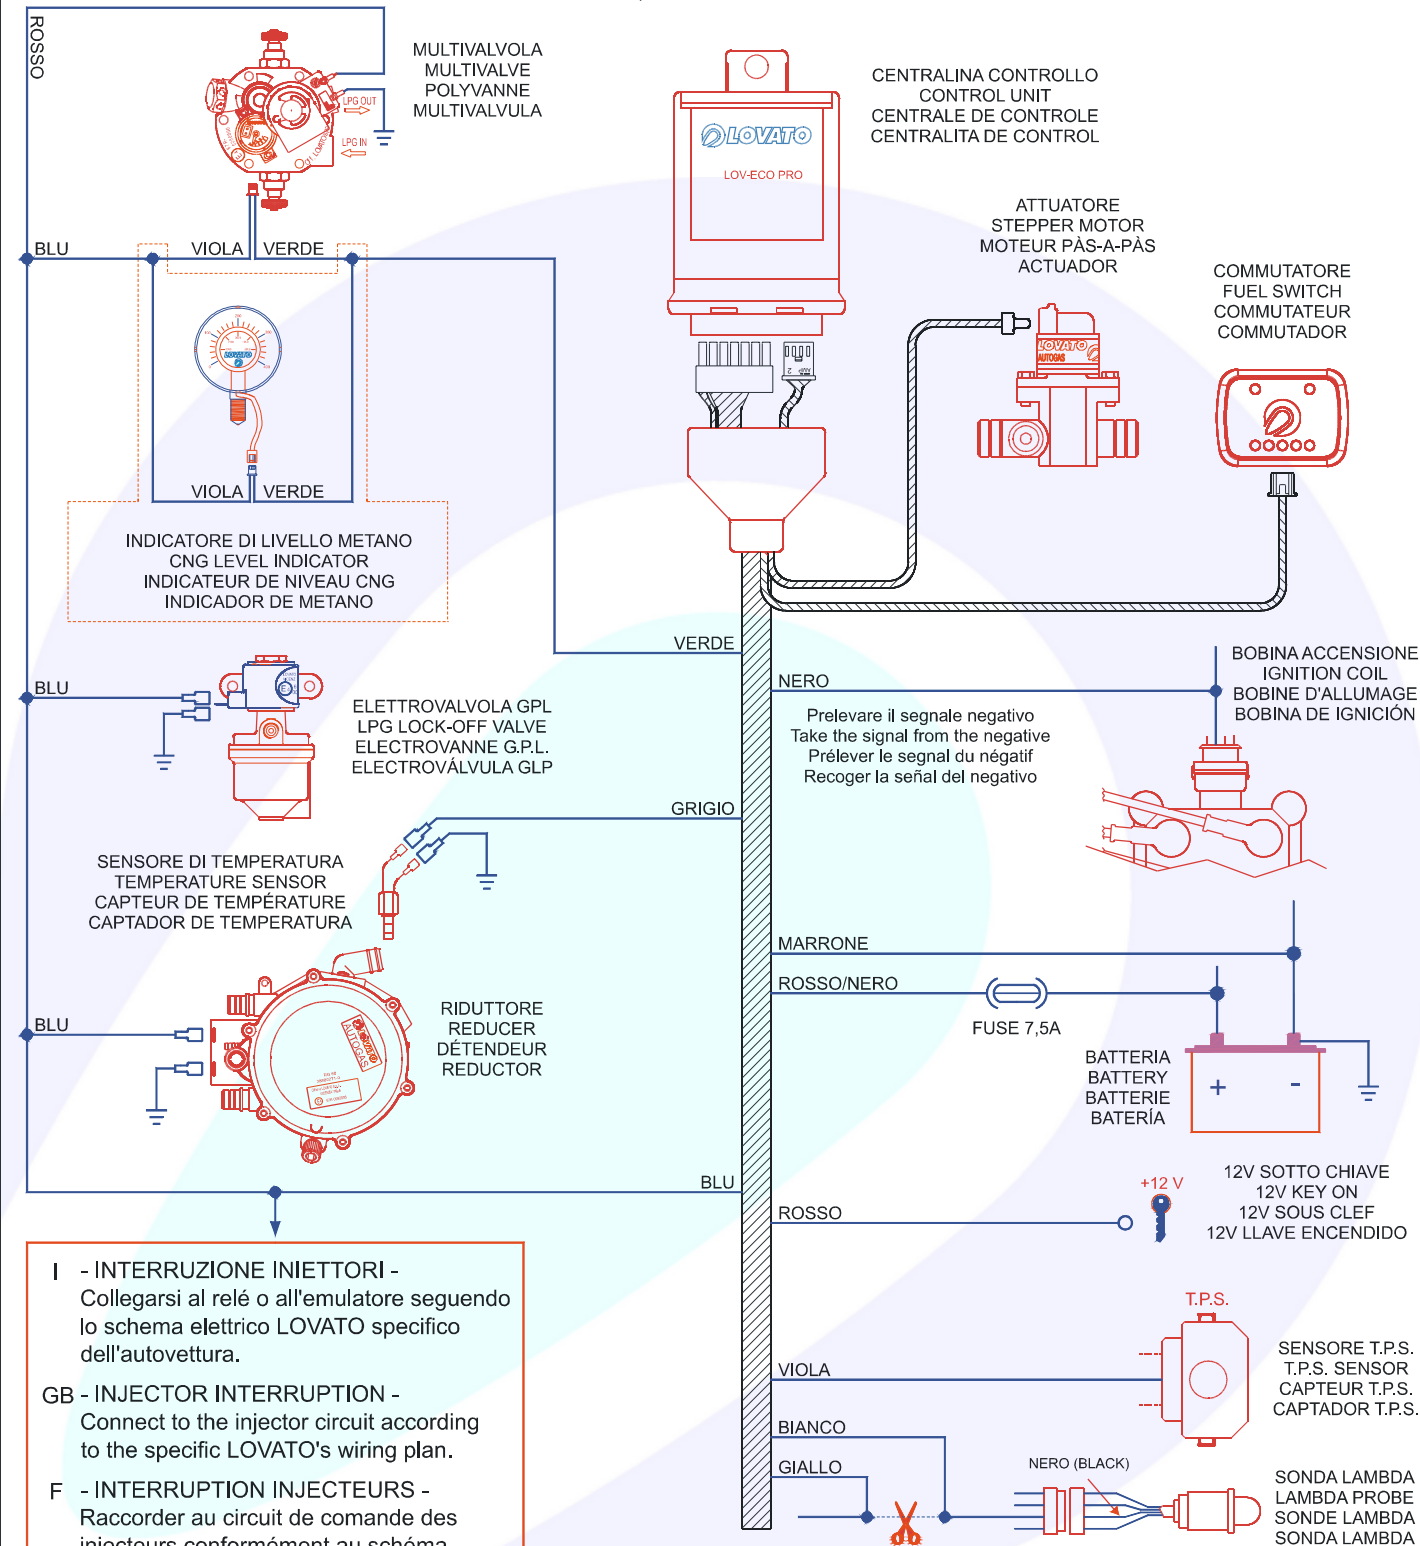 ROSSO
MULTIVALVOLA
MULTIVALVE
POLYVANNE
MULTIVALVULA
LPG OUT
LPG IN
CENTRALINA CONTROLLO
CONTROL UNIT
CENTRALE DE CONTROLE
CENTRALITA DE CONTROL
LOVATO
LOV-ECO PRO
ATTUATORE
STEPPER MOTOR
MOTEUR PÀS-A-PÀS
ACTUADOR
COMMUTATORE
FUEL SWITCH
COMMUTATEUR
COMMUTADOR
BLU
VIOLA
VERDE
LOVATO
LOVATO
AUTOGAS
AMP
2
VIOLA
VERDE
INDICATORE DI LIVELLO METANO
CNG LEVEL INDICATOR
INDICATEUR DE NIVEAU CNG
INDICADOR DE METANO
VERDE
BLU
ELETTROVALVOLA GPL
LPG LOCK-OFF VALVE
ELECTROVANNE G.P.L.
ELECTROVÁLVULA GLP
NERO
Prelevare il segnale negativo
Take the signal from the negative
Prélever le segnal du négatif
Recoger la señal del negativo
BOBINA ACCENSIONE
IGNITION COIL
BOBINE D'ALLUMAGE
BOBINA DE IGNICIÓN
GRIGIO
SENSORE DI TEMPERATURA
TEMPERATURE SENSOR
CAPTEUR DE TEMPÉRATURE
CAPTADOR DE TEMPERATURA
MARRONE
ROSSO/NERO
FUSE 7,5A
BLU
RIDUTTORE
REDUCER
DÉTENDEUR
REDUCTOR
LOVATO
AUTOGAS
BATTERIA
BATTERY
BATTERIE
BATERÍA
+
-
BLU
ROSSO
+12 V
12V SOTTO CHIAVE
12V KEY ON
12V SOUS CLEF
12V LLAVE ENCENDIDO
I - INTERRUZIONE INIETTORI -
Collegarsi al relé o all'emulatore seguendo
lo schema elettrico LOVATO specifico
dell'autovettura.
GB - INJECTOR INTERRUPTION -
Connect to the injector circuit according
to the specific LOVATO's wiring plan.
F - INTERRUPTION INJECTEURS -
Raccorder au circuit de comande des
injecteurs conformément au schéma
T.P.S.
VIOLA
SENSORE T.P.S.
T.P.S. SENSOR
CAPTEUR T.P.S.
CAPTADOR T.P.S.
BIANCO
GIALLO
NERO (BLACK)
SONDA LAMBDA
LAMBDA PROBE
SONDE LAMBDA
SONDA LAMBDA